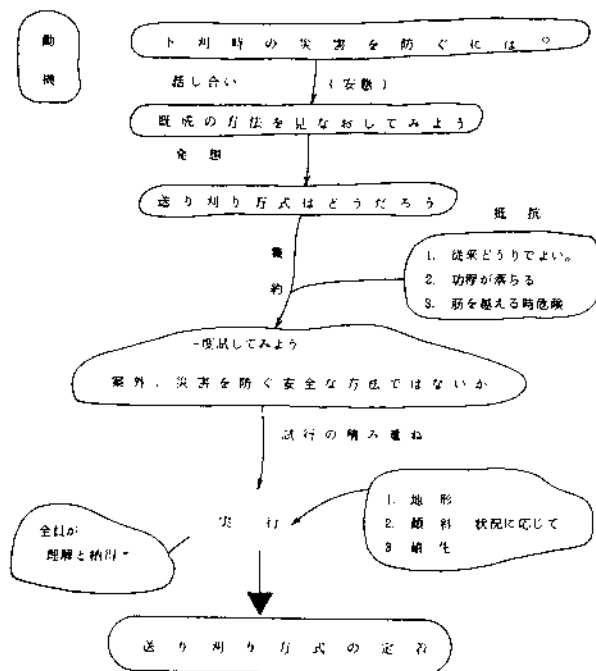 動機
下刈時の災害を防ぐには?
話し合い (安態)
既成の方法を見なおしてみよう
発想
送り刈り方式はどうだろう
集約
抵抗
1. 従来どうりでよい。
2. 功程が落ちる
3. 筋を越える時危険
一度試してみよう
案外、災害を防ぐ安全な方法ではないか
試行の積み重ね
実行
1. 地形
2. 傾斜 状況に応じて
3 植生
全員が
理解と納得で
送り刈り方式の定着